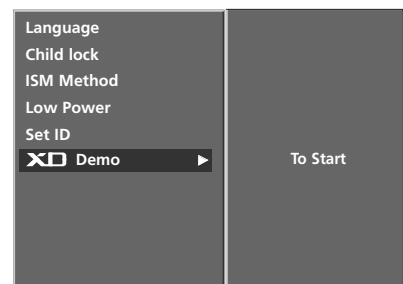 Language
Child lock
ISM Method
Low Power
Set ID
XD Demo
To Start